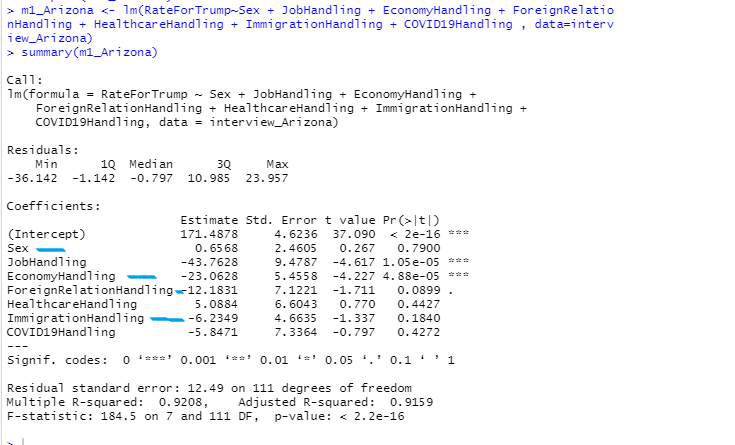 > m1_Arizona <- lm(RateForTrump~Sex + JobHandling + EconomyHandling + ForeignRelatio
nHandling + HealthcareHandling + ImmigrationHandling + COVID19Handling , data=interv
iew_Arizona)
> summary(m1_Arizona)
Call:
lm(formula = RateForTrump ~ Sex + JobHandling + EconomyHandling +
    ForeignRelationHandling + HealthcareHandling + ImmigrationHandling +
    COVID19Handling, data = interview_Arizona)
Residuals:
    Min      1Q  Median      3Q     Max
-36.142  -1.142  -0.797  10.985  23.957
Coefficients:
                        Estimate Std. Error t value Pr(>|t|)
(Intercept)             171.4878     4.6236  37.090  < 2e-16 ***
Sex                       0.6568     2.4605   0.267   0.7900
JobHandling             -43.7628     9.4787  -4.617 1.05e-05 ***
EconomyHandling         -23.0628     5.4558  -4.227 4.88e-05 ***
ForeignRelationHandling -12.1831     7.1221  -1.711   0.0899 .
HealthcareHandling        5.0884     6.6043   0.770   0.4427
ImmigrationHandling      -6.2349     4.6635  -1.337   0.1840
COVID19Handling          -5.8471     7.3364  -0.797   0.4272
---
Signif. codes:  0 ‘***’ 0.001 ‘**’ 0.01 ‘*’ 0.05 ‘.’ 0.1 ‘ ’ 1
Residual standard error: 12.49 on 111 degrees of freedom
Multiple R-squared:  0.9208,    Adjusted R-squared:  0.9159
F-statistic: 184.5 on 7 and 111 DF,  p-value: < 2.2e-16
>